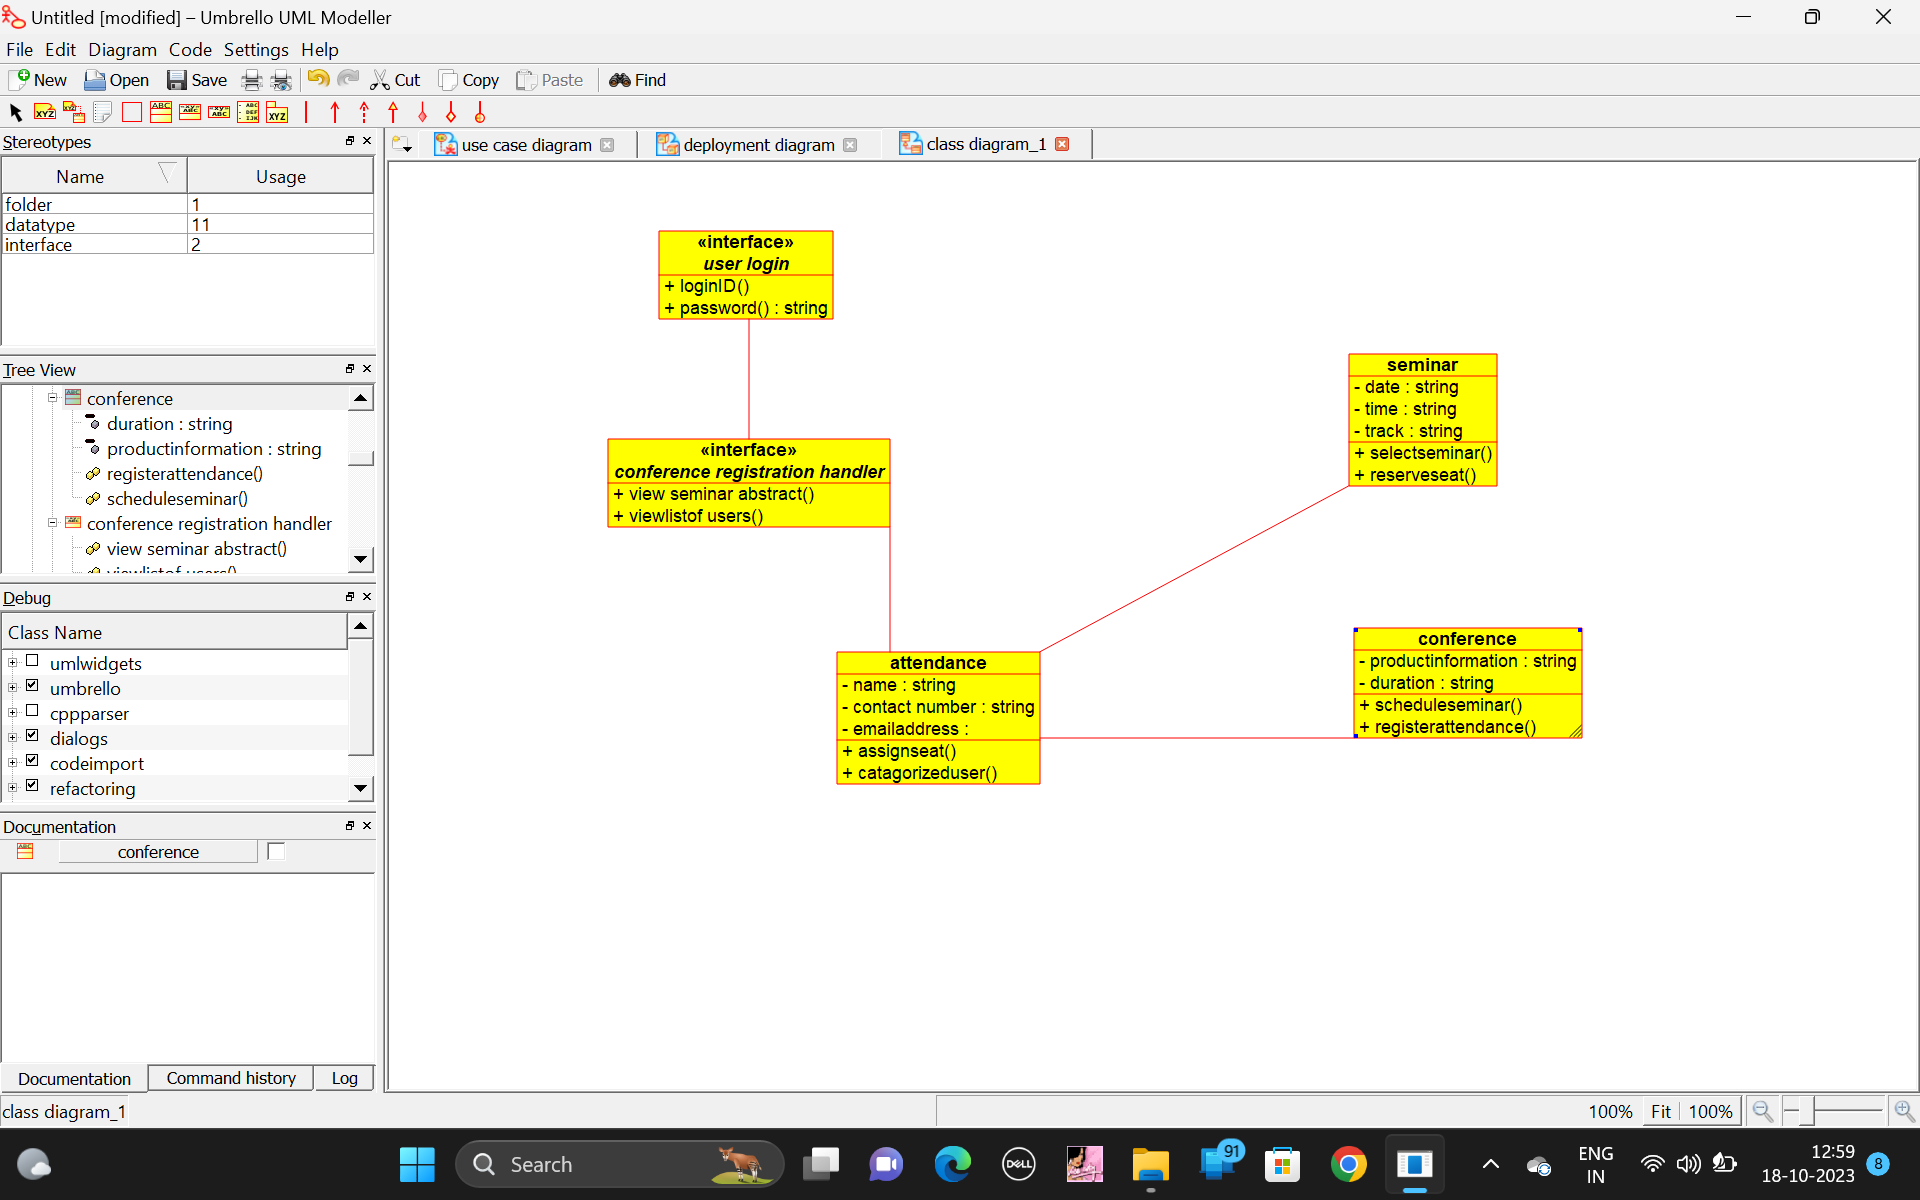 Untitled [modified] – Umbrello UML Modeller
File Edit Diagram Code Settings Help
New Open Save Cut Copy Paste Find
Stereotypes
Name Usage
folder 1
datatype 11
interface 2
Tree View
conference
duration : string
productinformation : string
registerattendance()
scheduleseminar()
conference registration handler
view seminar abstract()
viewlistof users()
Debug
Class Name
umlwidgets
umbrello
cppparser
dialogs
codeimport
refactoring
Documentation
conference
Documentation Command history Log
class diagram_1
use case diagram deployment diagram class diagram_1
«interface»
user login
+ loginID()
+ password() : string
«interface»
conference registration handler
+ view seminar abstract()
+ viewlistof users()
seminar
- date : string
- time : string
- track : string
+ selectseminar()
+ reserveseat()
attendance
- name : string
- contact number : string
- emailaddress :
+ assignseat()
+ catagorizeduser()
conference
- productinformation : string
- duration : string
+ scheduleseminar()
+ registerattendance()
100% Fit 100%
Search
DELL
91
ENG
IN
12:59
18-10-2023
8